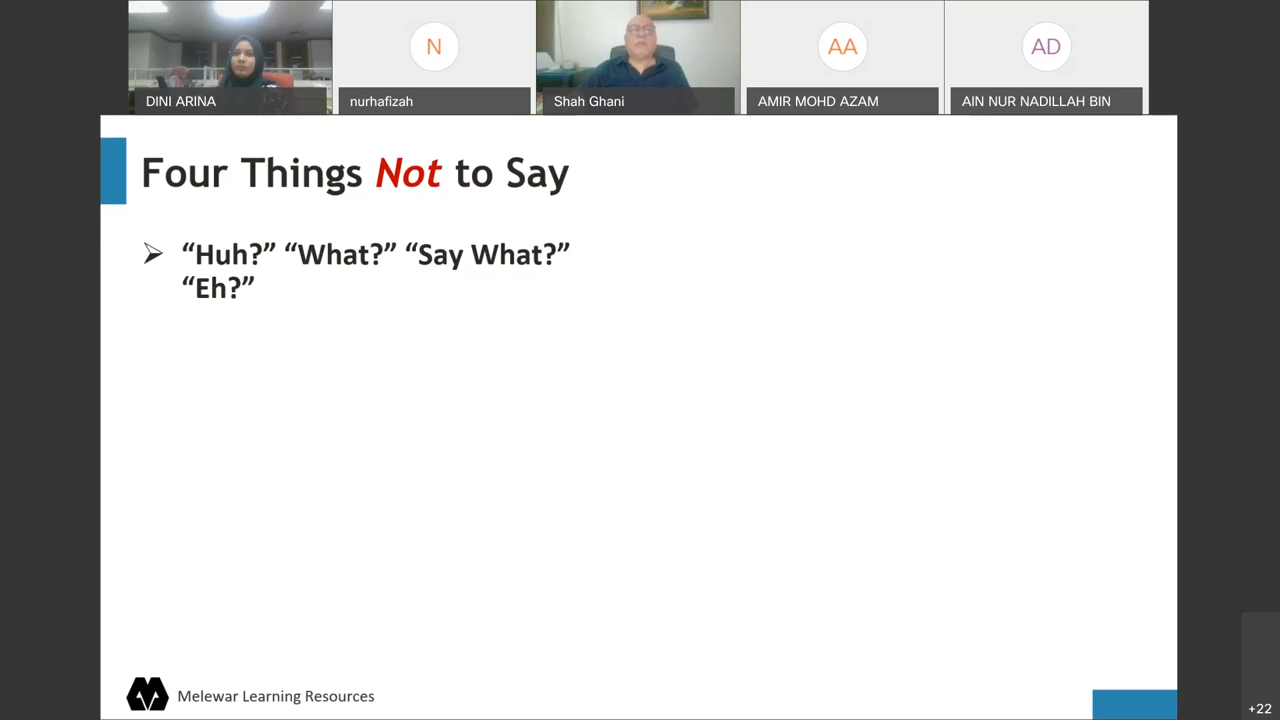 DINI ARINA
N
nurhafizah
Shah Ghani
AA
AMIR MOHD AZAM
AD
AIN NUR NADILLAH BIN
Four Things Not to Say
➢ “Huh?” “What?” “Say What?”
“Eh?”
Melewar Learning Resources
+22